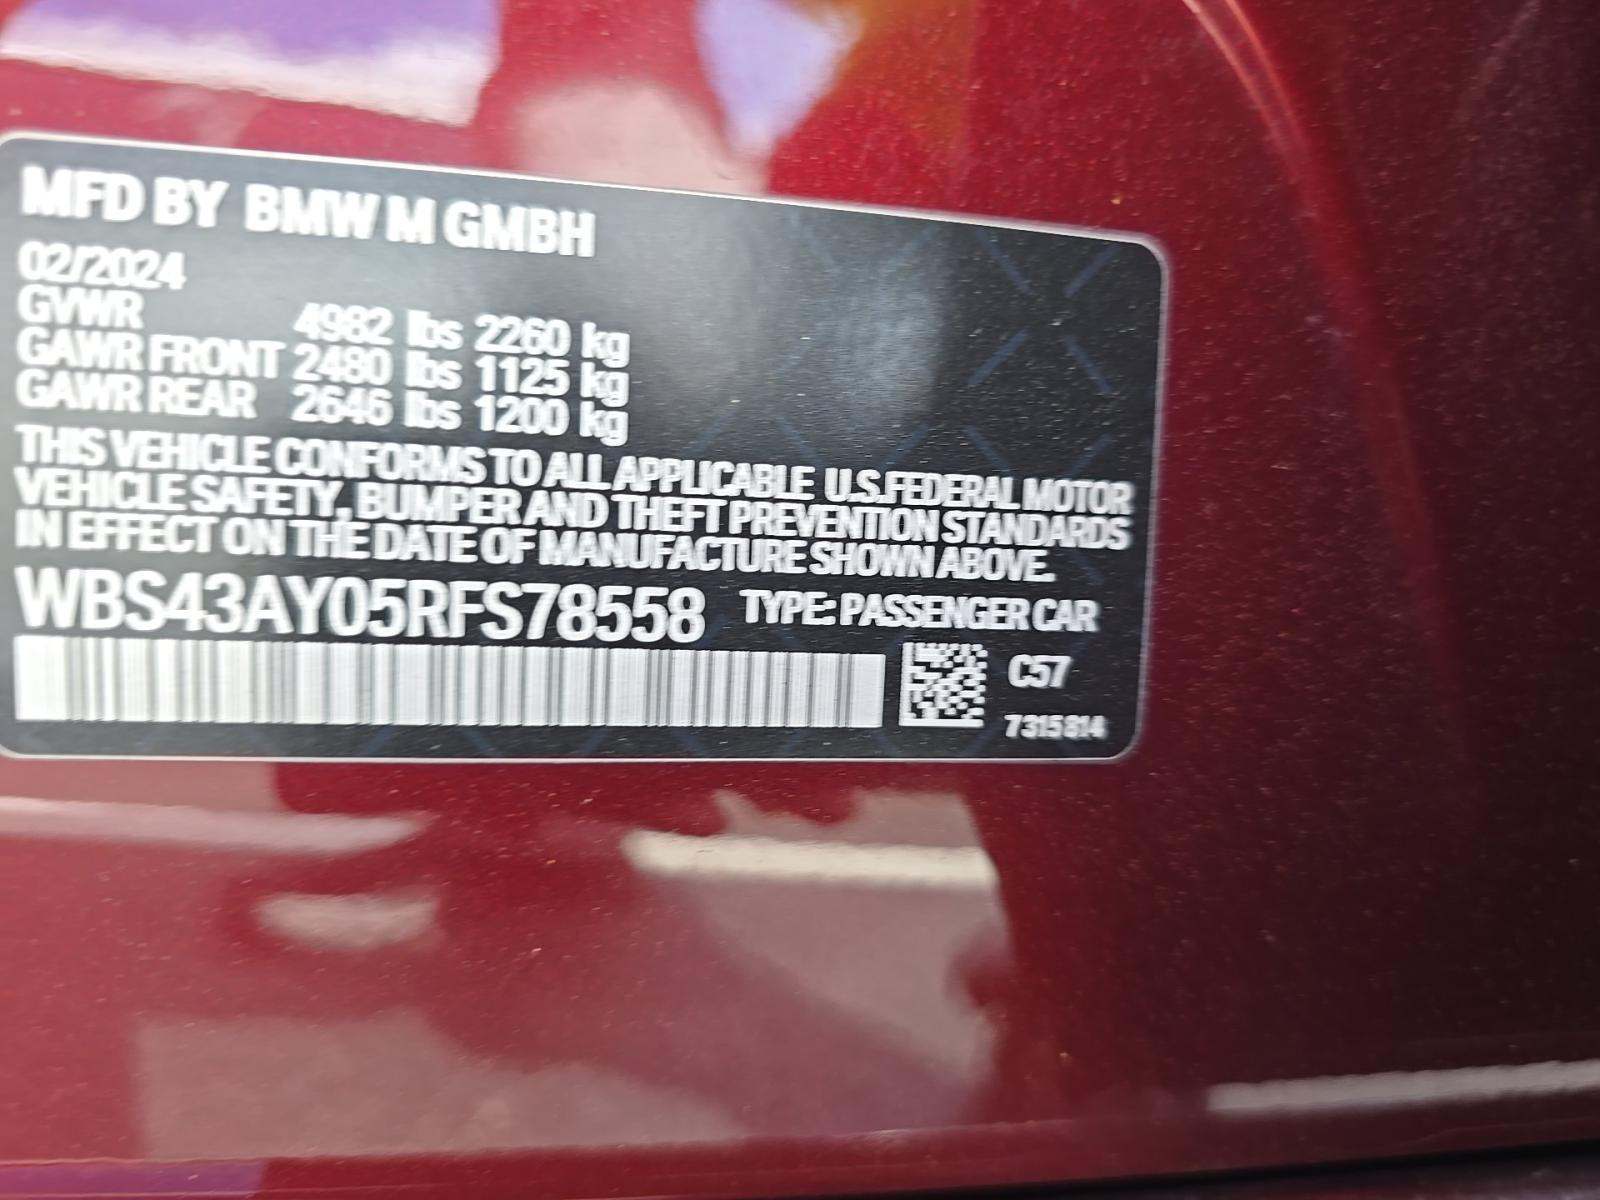 MFD BY BMW M GMBH
02/2024
GVWR 4982 lbs 2260 kg
GAWR FRONT 2480 lbs 1125 kg
GAWR REAR 2646 lbs 1200 kg
THIS VEHICLE CONFORMS TO ALL APPLICABLE U.S.FEDERAL MOTOR
VEHICLE SAFETY, BUMPER AND THEFT PREVENTION STANDARDS
IN EFFECT ON THE DATE OF MANUFACTURE SHOWN ABOVE.
WBS43AY05RFS78558 TYPE: PASSENGER CAR
C57
7315814